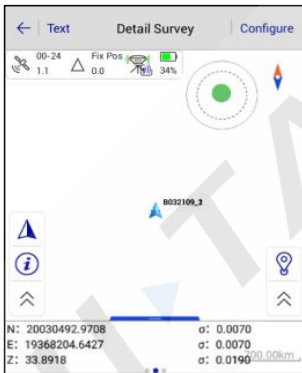 Text Detail Survey Configure
00-24 Fix Pos
1.1 0.0 34%
B032109_2
N: 20030492.9708 σ: 0.0070
E: 19368204.6427 σ: 0.0070
Z: 33.8918 σ: 0.0190
200.00km